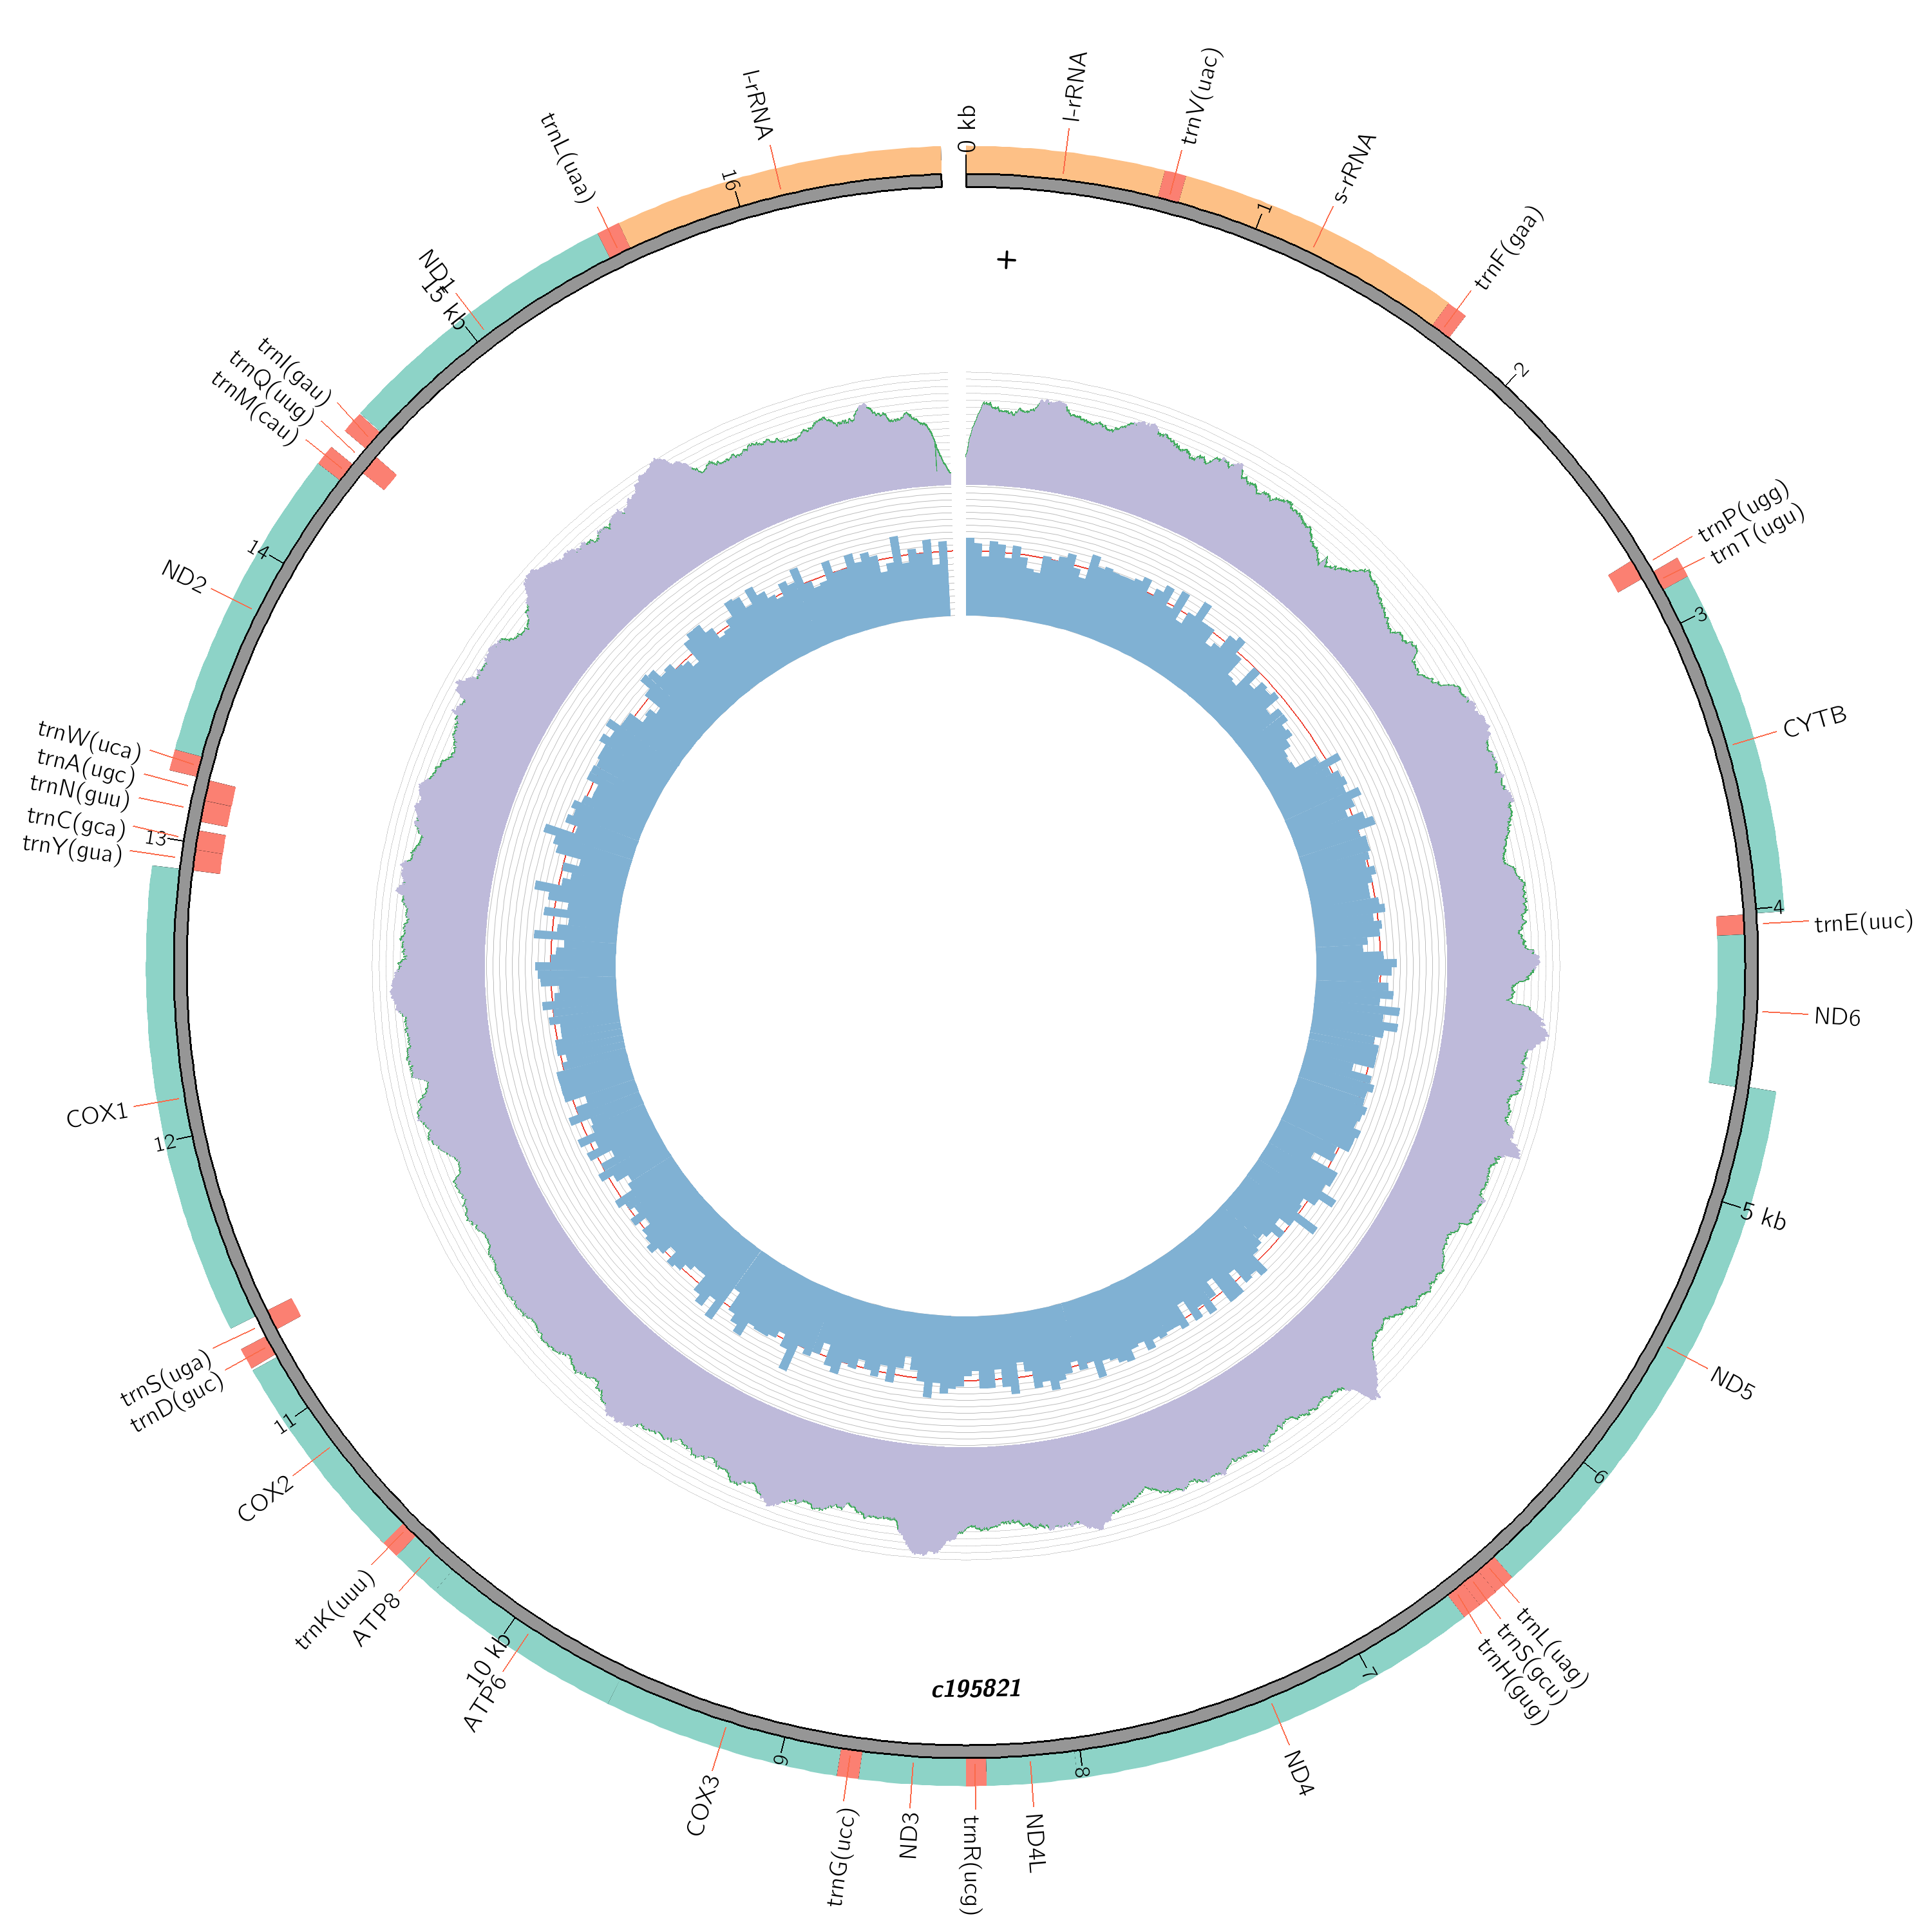 0 kb
l-rRNA
trnV(uac)
1
s-rRNA
trnF(gaa)
2
trnP(ugg)
trnT(ugu)
3
CYTB
4
trnE(uuc)
ND6
5 kb
ND5
6
trnL(uag)
trnS(gcu)
trnH(gug)
7
ND4
8
ND4L
trnR(ucg)
ND3
trnG(ucc)
9
COX3
ATP6
10 kb
ATP8
trnK(uuu)
COX2
11
trnD(guc)
trnS(uga)
12
COX1
trnY(gua)
13
trnC(gca)
trnN(guu)
trnA(ugc)
trnW(uca)
ND2
14
trnM(cau)
trnQ(uug)
trnI(gau)
15 kb
ND1
trnL(uaa)
16
l-rRNA
+
c195821